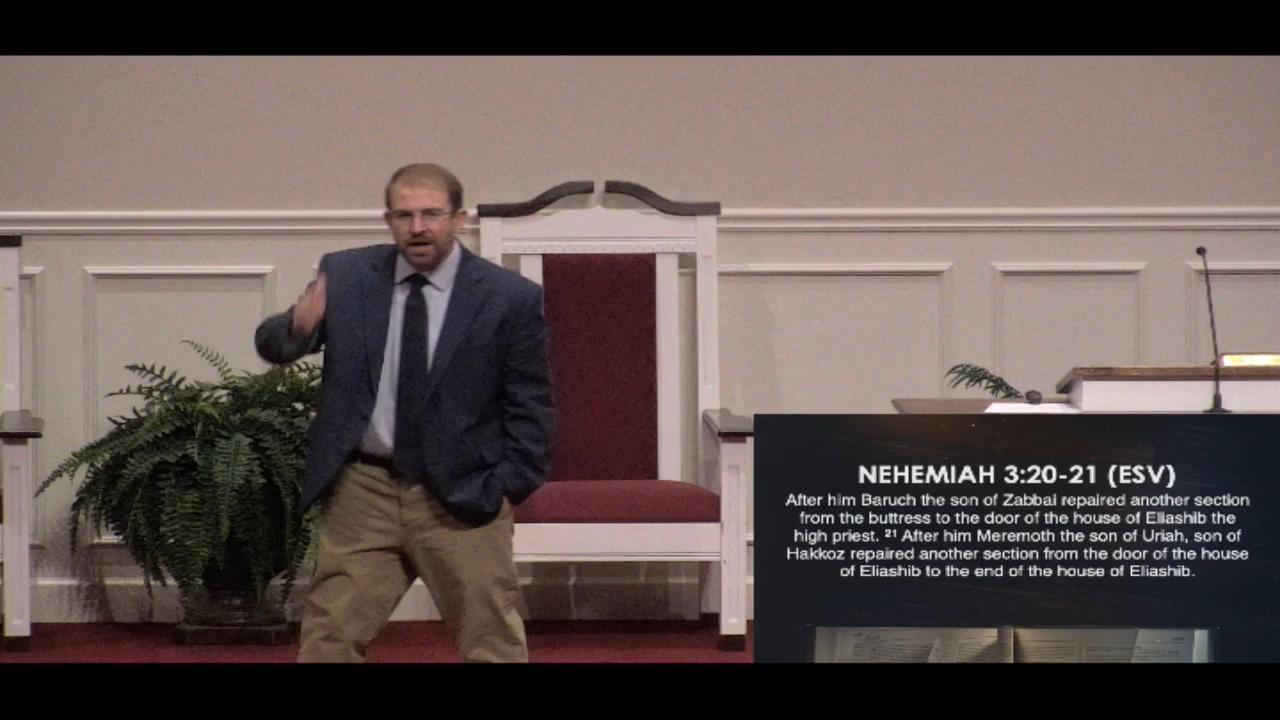 NEHEMIAH 3:20-21 (ESV)
After him Baruch the son of Zabbai repaired another section
from the buttress to the door of the house of Eliashib the
high priest. ²¹ After him Meremoth the son of Uriah, son of
Hakkoz repaired another section from the door of the house
of Eliashib to the end of the house of Eliashib.